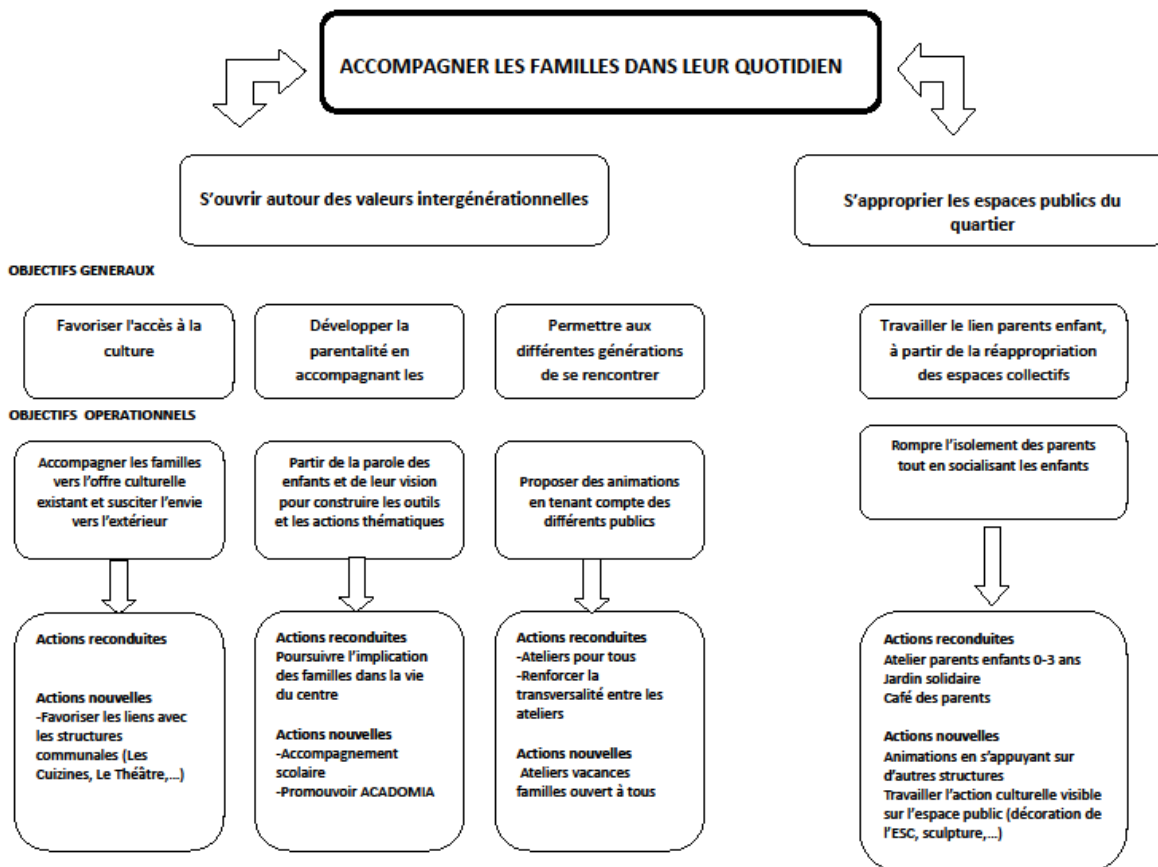 ACCOMPAGNER LES FAMILLES DANS LEUR QUOTIDIEN
S'ouvrir autour des valeurs intergénérationnelles
S'approprier les espaces publics du
quartier
OBJECTIFS GENERAUX
Favoriser l'accès à la
culture
Développer la
parentalité en
accompagnant les
Permettre aux
différentes générations
de se rencontrer
Travailler le lien parents enfant,
à partir de la réappropriation
des espaces collectifs
OBJECTIFS OPERATIONNELS
Accompagner les familles
vers l'offre culturelle
existant et susciter l'envie
vers l'extérieur
Partir de la parole des
enfants et de leur vision
pour construire les outils
et les actions thématiques
Proposer des animations
en tenant compte des
différents publics
Rompre l'isolement des parents
tout en socialisant les enfants
Actions reconduites
Actions nouvelles
-Favoriser les liens avec
les structures
communales (Les
Cuizines, Le Théâtre,...)
Actions reconduites
Poursuivre l'implication
des familles dans la vie
du centre
Actions nouvelles
-Accompagnement
scolaire
-Promouvoir ACADOMIA
Actions reconduites
-Ateliers pour tous
-Renforcer la
transversalité entre les
ateliers
Actions nouvelles
Ateliers vacances
familles ouvert à tous
Actions reconduites
Atelier parents enfants 0-3 ans
Jardin solidaire
Café des parents
Actions nouvelles
Animations en s'appuyant sur
d'autres structures
Travailler l'action culturelle visible
sur l'espace public (décoration de
l'ESC, sculpture,...)